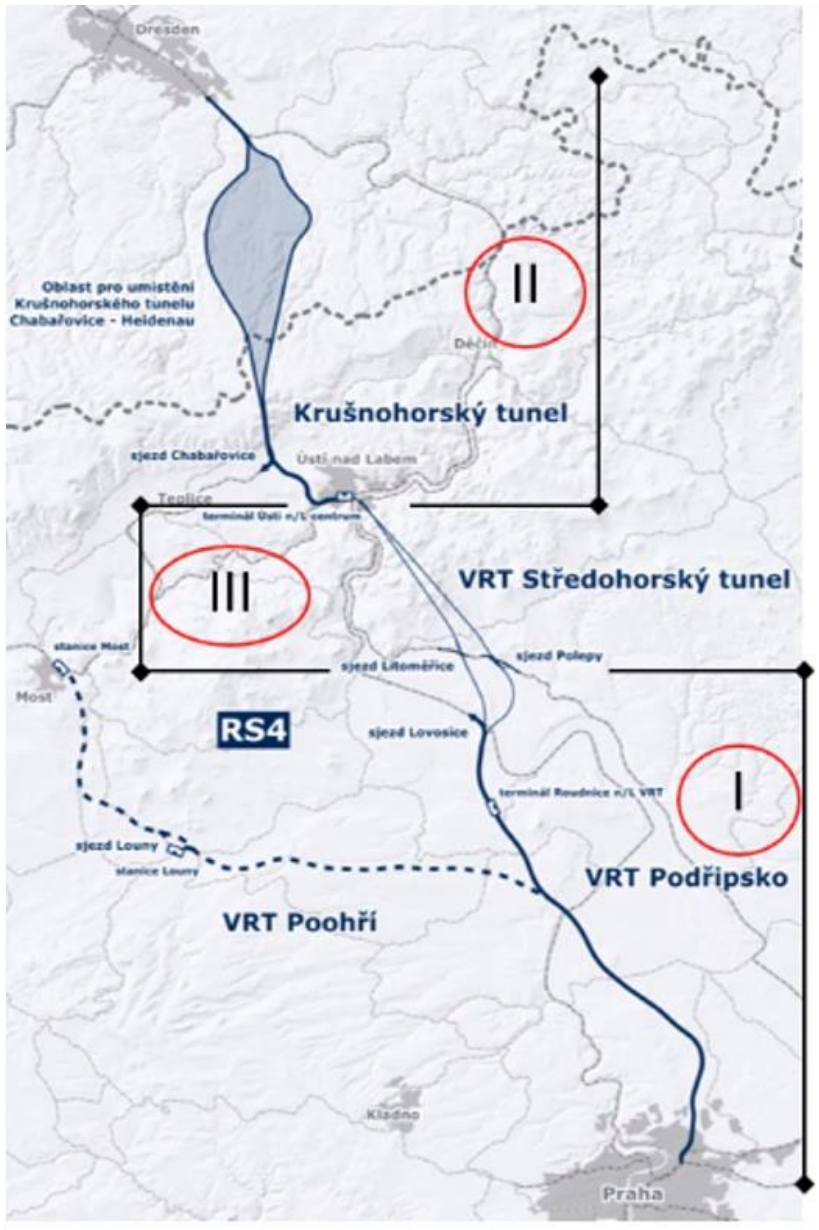 Dresden
Oblast pro umistění
Krušnohorského tunelu
Chabařovice - Heidenau
II
Děčín
Krušnohorský tunel
sjezd Chabařovice
Ústí nad Labem
Teplice
terminál Ústí n/L centrum
III
VRT Středohorský tunel
stanice Most
Most
sjezd Litoměřice
sjezd Polepy
RS4
sjezd Lovosice
I
terminál Roudnice n/L VRT
sjezd Louny
stanice Louny
VRT Podřipsko
VRT Poohří
Kladno
Praha